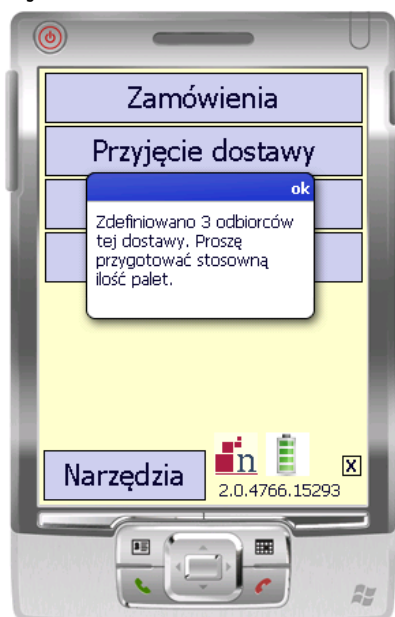 Zamówienia
Przyjęcie dostawy
ok
Zdefiniowano 3 odbiorców
tej dostawy. Proszę
przygotować stosowną
ilość palet.
n
Narzędzia
X
2.0.4766.15293